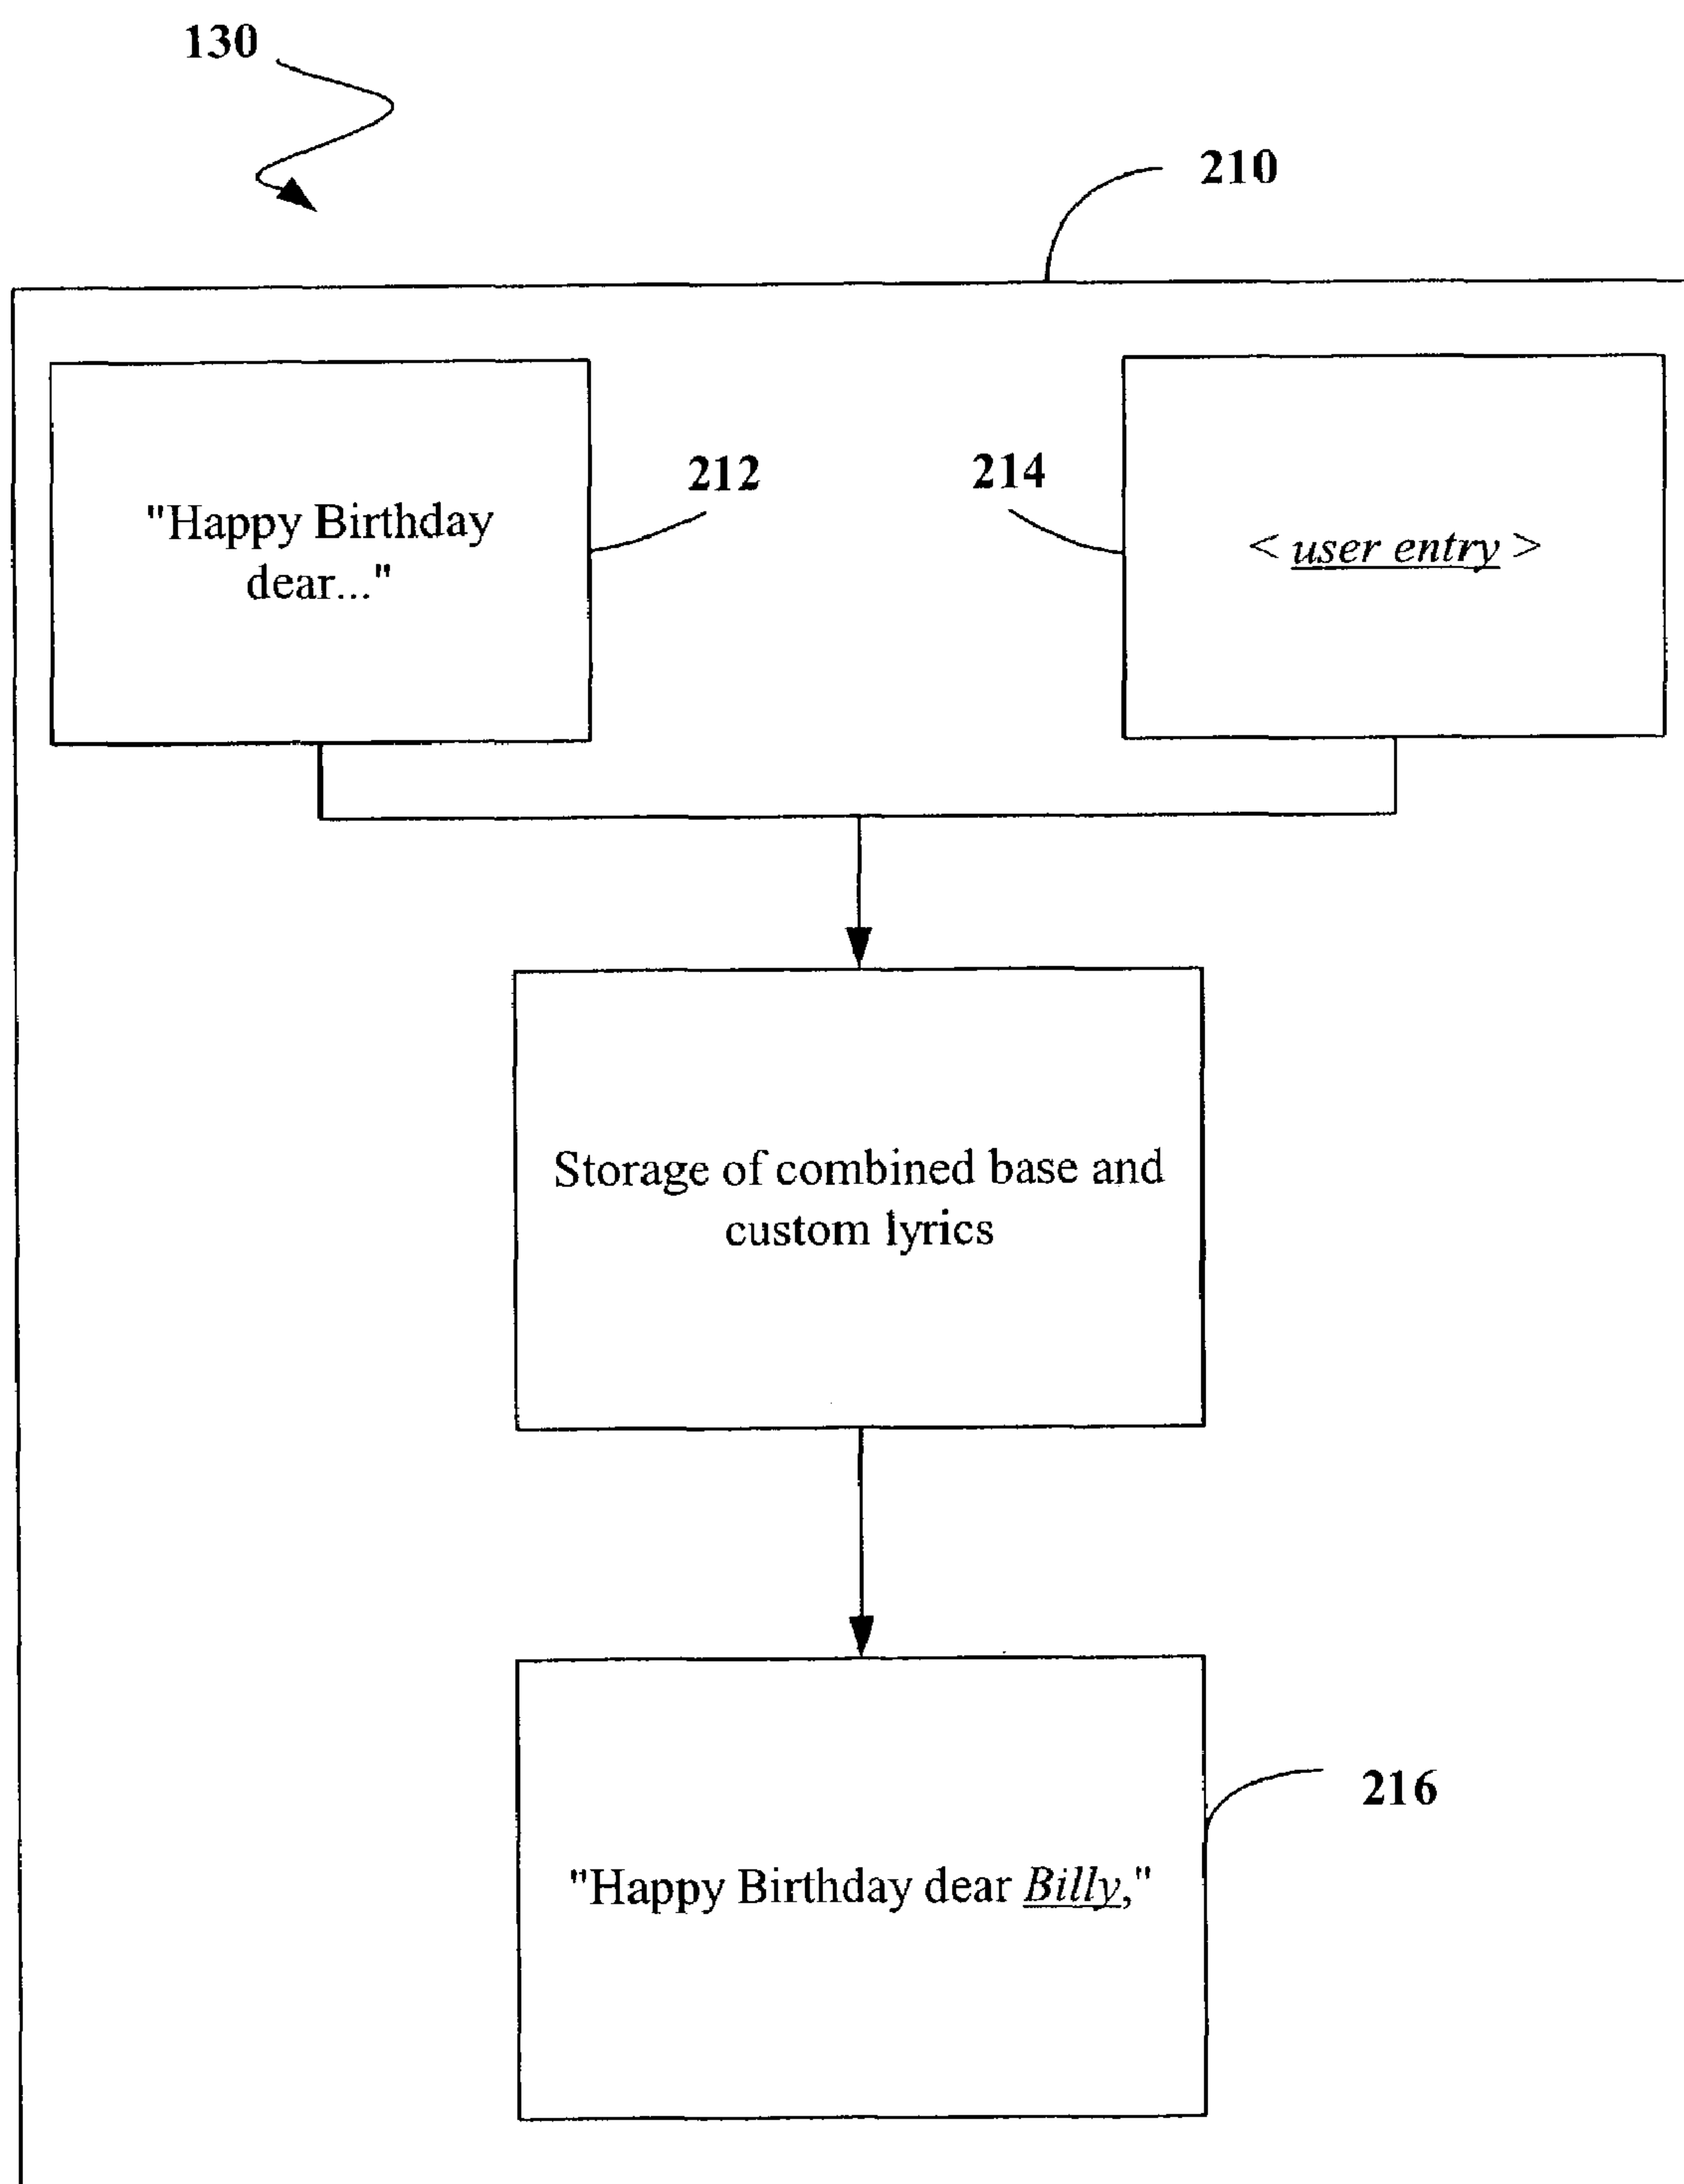 130
210
"Happy Birthday
dear..."
212
214
< user entry >
Storage of combined base and
custom lyrics
"Happy Birthday dear Billy,"
216